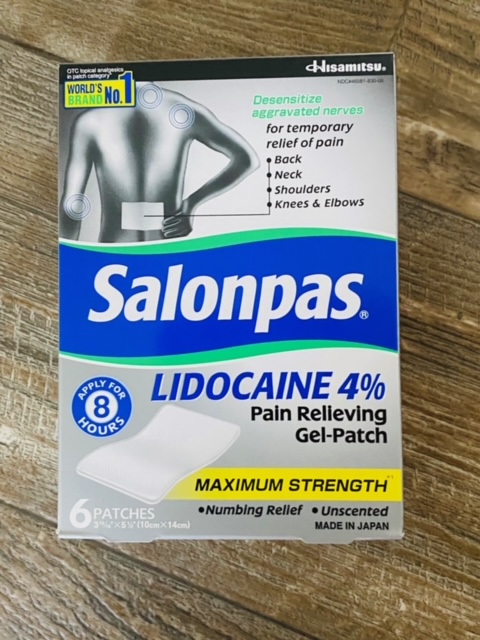 OTC topical analgesics
in patch category
WORLD'S
BRAND No.1
Hisamitsu®
Desensitize
aggravated nerves
for temporary
relief of pain
• Back
• Neck
• Shoulders
• Knees & Elbows
Salonpas®
APPLY FOR
8
HOURS
LIDOCAINE 4%
Pain Relieving
Gel-Patch
MAXIMUM STRENGTH
6 PATCHES
(10cm×14cm)
•Numbing Relief •Unscented
MADE IN JAPAN